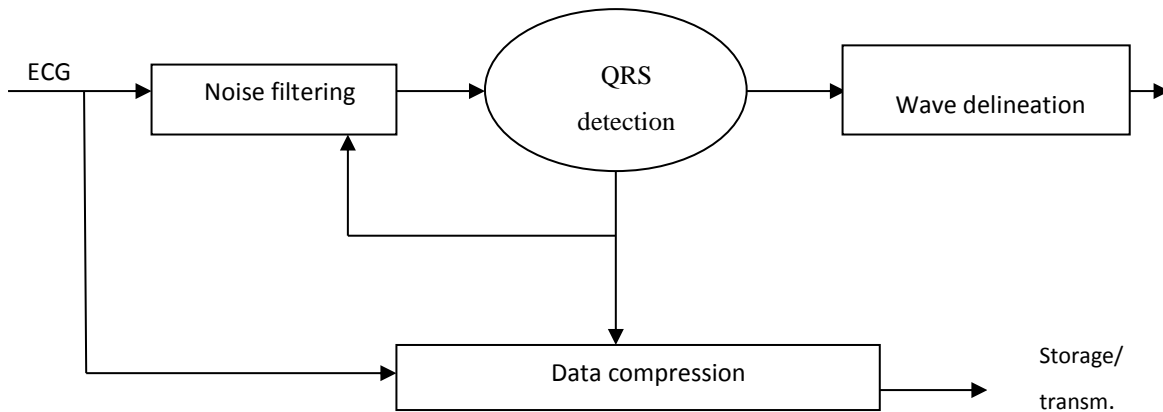 ECG
Noise filtering
QRS
detection
Wave delineation
Data compression
Storage/
transm.